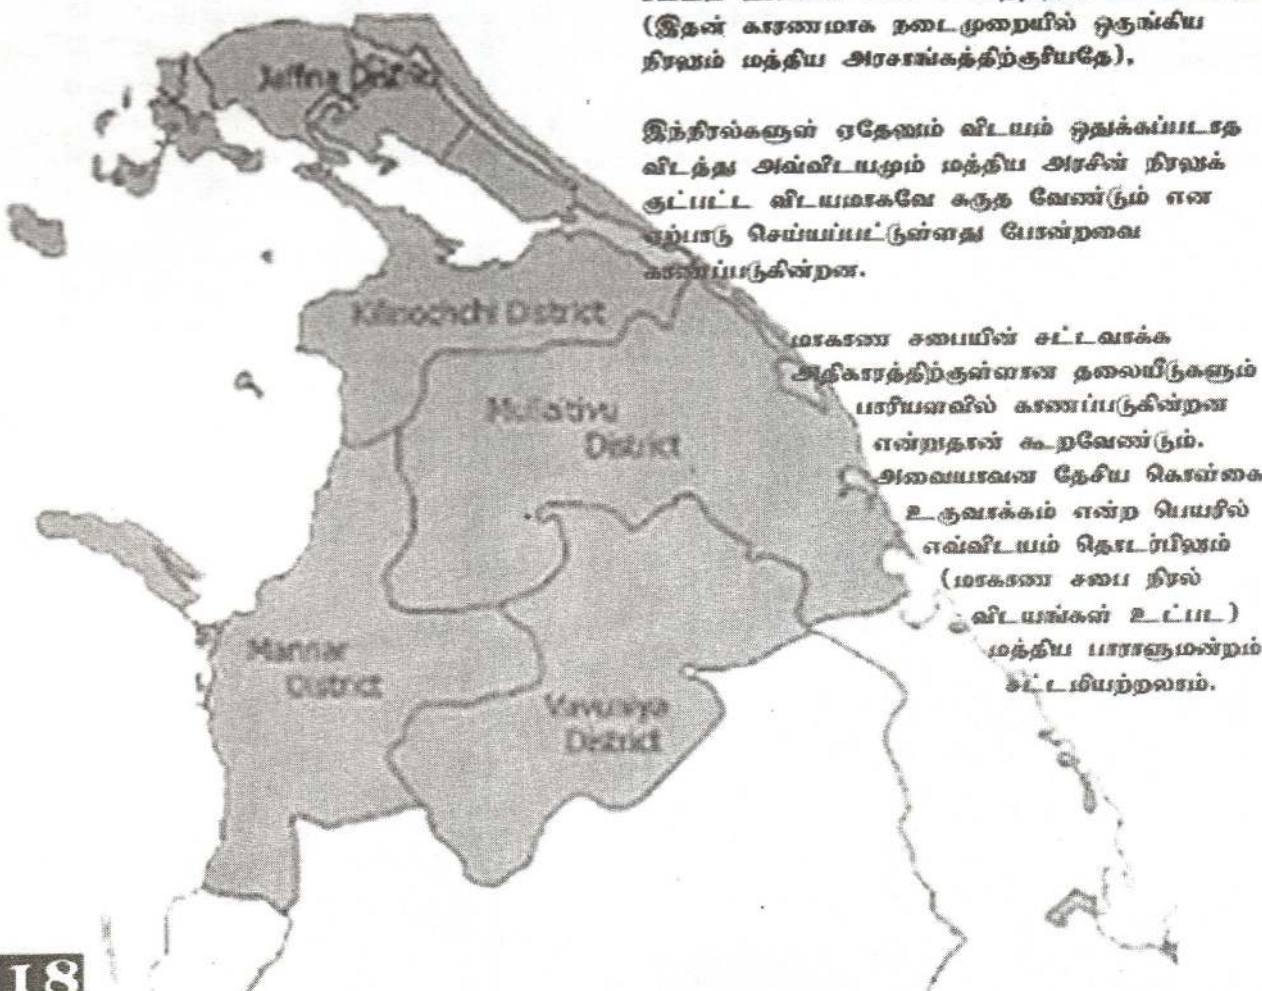 (இதன் காரணமாக நடைமுறையில் ஒருங்கிய
நிரலும் மத்திய அரசாங்கத்திற்குரியதே),
இந்நிரல்களுள் ஏதேனும் விடயம் ஒதுக்கப்படாத
விடத்து அவ்விடயமும் மத்திய அரசின் நிரலுக்
குட்பட்ட விடயமாகவே கருத வேண்டும் என
ஏற்பாடு செய்யப்பட்டுள்ளது போன்றவை
காணப்படுகின்றன.
மாகாண சபையின் சட்டவாக்க
அதிகாரத்திற்குள்ளான தலையீடுகளும்
பாரியளவில் காணப்படுகின்றன
என்றுதான் கூறவேண்டும்.
அவையாவன தேசிய கொள்கை
உருவாக்கம் என்ற பெயரில்
எவ்விடயம் தொடர்பிலும்
(மாகாண சபை நிரல்
விடயங்கள் உட்பட)
மத்திய பாராளுமன்றம்
சட்டமியற்றலாம்.
Jaffna District
Kilinochchi District
Mullaitivu
District
Mannar
District
Vavuniya
District
18